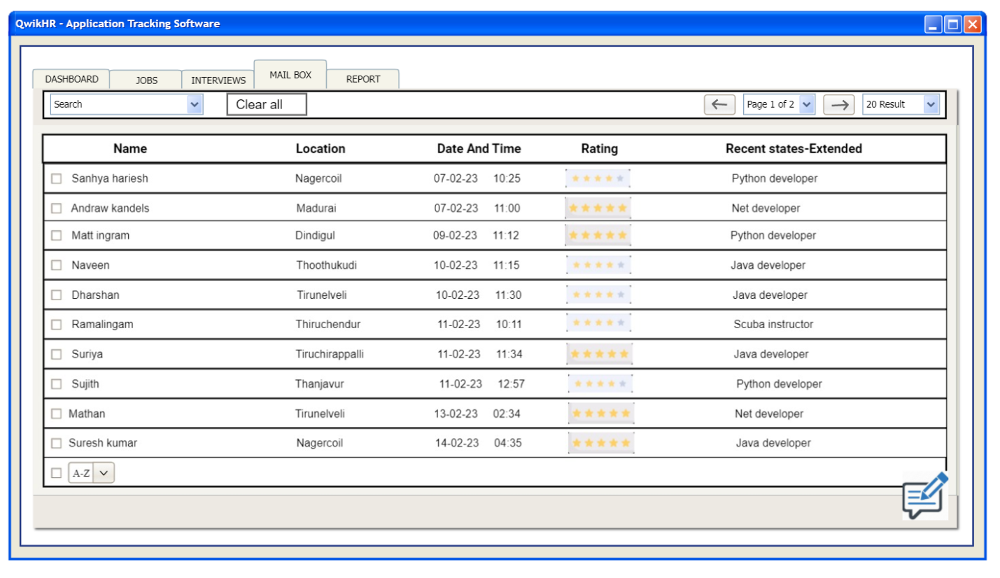 QwikHR - Application Tracking Software
DASHBOARD JOBS INTERVIEWS MAIL BOX REPORT
Search Clear all Page 1 of 2 20 Result
Name Location Date And Time Rating Recent states-Extended
Sanhya hariesh Nagercoil 07-02-23 10:25 Python developer
Andraw kandels Madurai 07-02-23 11:00 Net developer
Matt ingram Dindigul 09-02-23 11:12 Python developer
Naveen Thoothukudi 10-02-23 11:15 Java developer
Dharshan Tirunelveli 10-02-23 11:30 Java developer
Ramalingam Thiruchendur 11-02-23 10:11 Scuba instructor
Suriya Tiruchirappalli 11-02-23 11:34 Java developer
Sujith Thanjavur 11-02-23 12:57 Python developer
Mathan Tirunelveli 13-02-23 02:34 Net developer
Suresh kumar Nagercoil 14-02-23 04:35 Java developer
A-Z